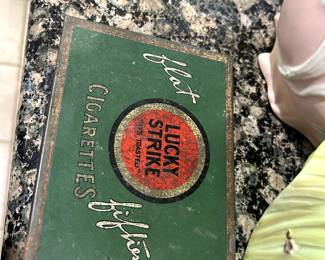 flat
LUCKY
STRIKE
"IT'S TOASTED"
CIGARETTES
fifties